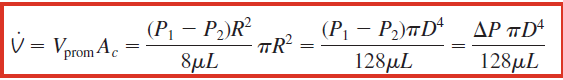 V̇ = V_prom A_c = (P₁ − P₂)R² / 8μL πR² = (P₁ − P₂)πD⁴ / 128μL = ΔP πD⁴ / 128μL